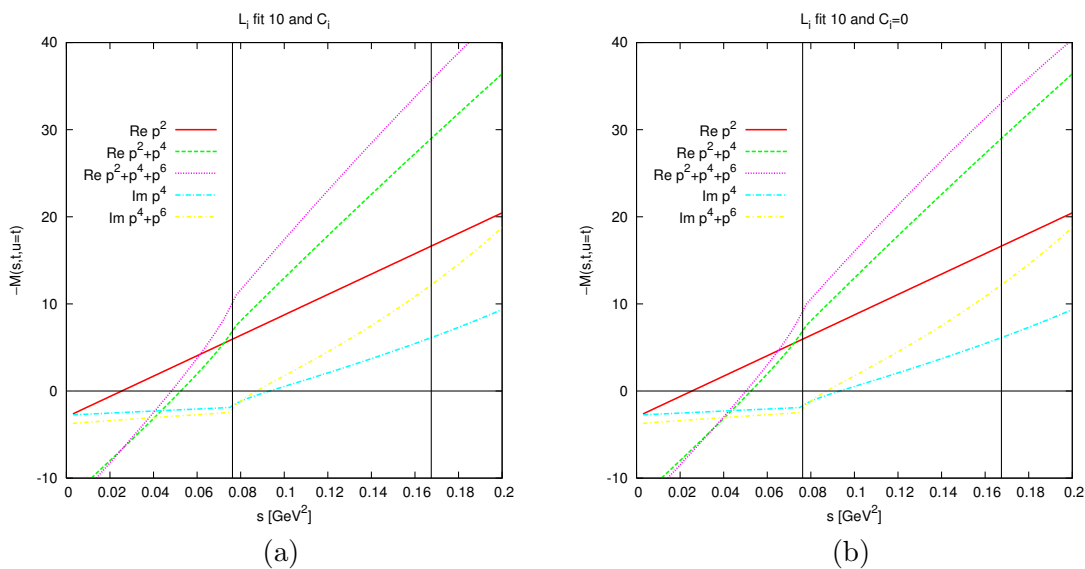 L_i fit 10 and C_i
40
30
20
10
0
-10
−M(s,t,u=t)
Re p^2
Re p^2+p^4
Re p^2+p^4+p^6
Im p^4
Im p^4+p^6
0 0.02 0.04 0.06 0.08 0.1 0.12 0.14 0.16 0.18 0.2
s [GeV^2]
(a)
L_i fit 10 and C_i=0
40
30
20
10
0
-10
−M(s,t,u=t)
Re p^2
Re p^2+p^4
Re p^2+p^4+p^6
Im p^4
Im p^4+p^6
0 0.02 0.04 0.06 0.08 0.1 0.12 0.14 0.16 0.18 0.2
s [GeV^2]
(b)